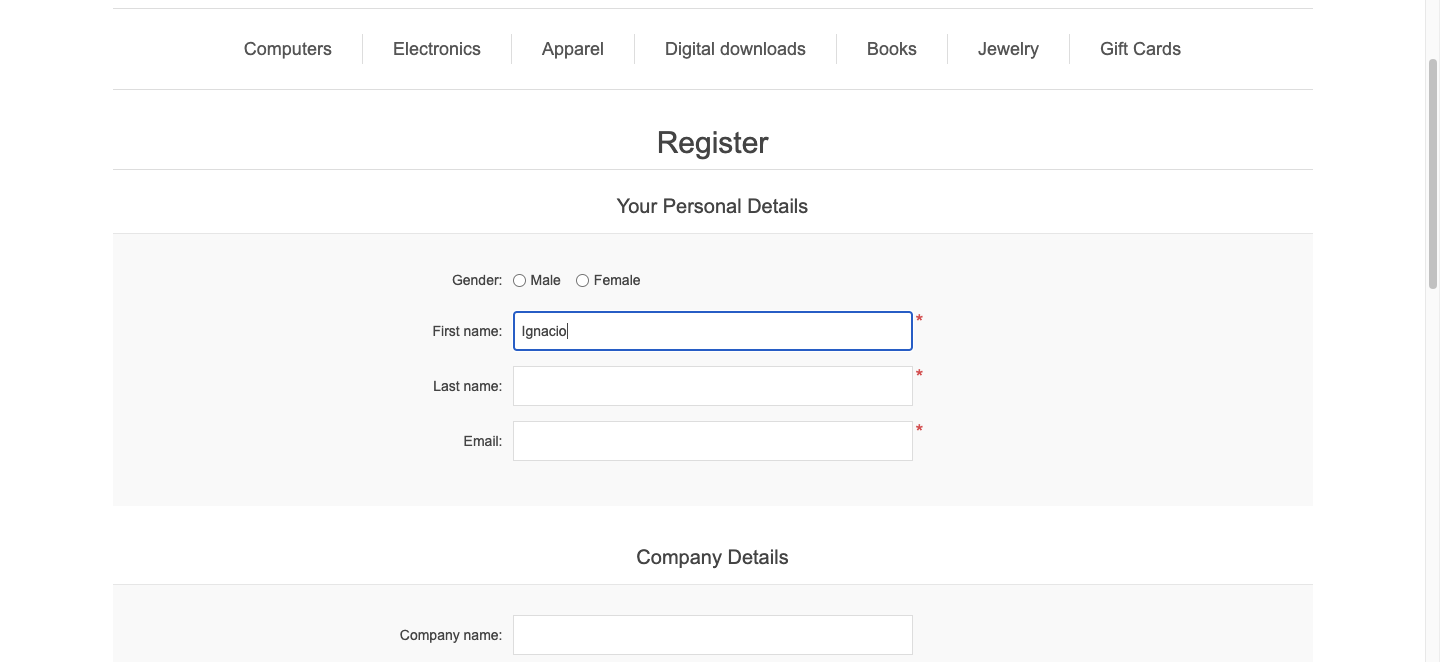 Computers Electronics Apparel Digital downloads Books Jewelry Gift Cards
Register
Your Personal Details
Gender: Male Female
First name: Ignacio *
Last name: *
Email: *
Company Details
Company name: